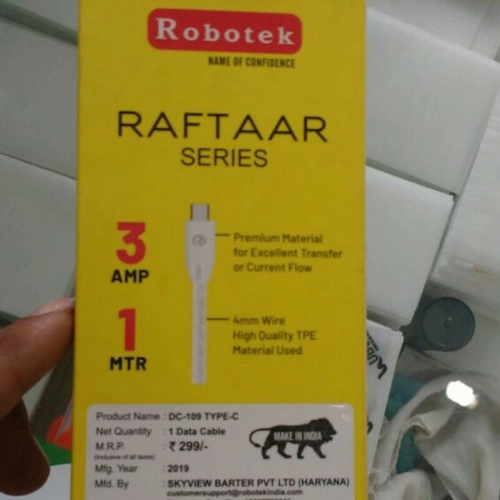 Robotek
NAME OF CONFIDENCE
RAFTAAR
SERIES
3
AMP
Premium Material
for Excellent Transfer
or Current Flow
1
MTR
4mm Wire
High Quality TPE
Material Used
Product Name : DC-109 TYPE-C
Net Quantity : 1 Data Cable
M.R.P. : ₹ 299/-
(Inclusive of all taxes)
Mfg. Year : 2019
Mfd. By : SKYVIEW BARTER PVT LTD (HARYANA)
customersupport@robotekindia.com
MAKE IN INDIA